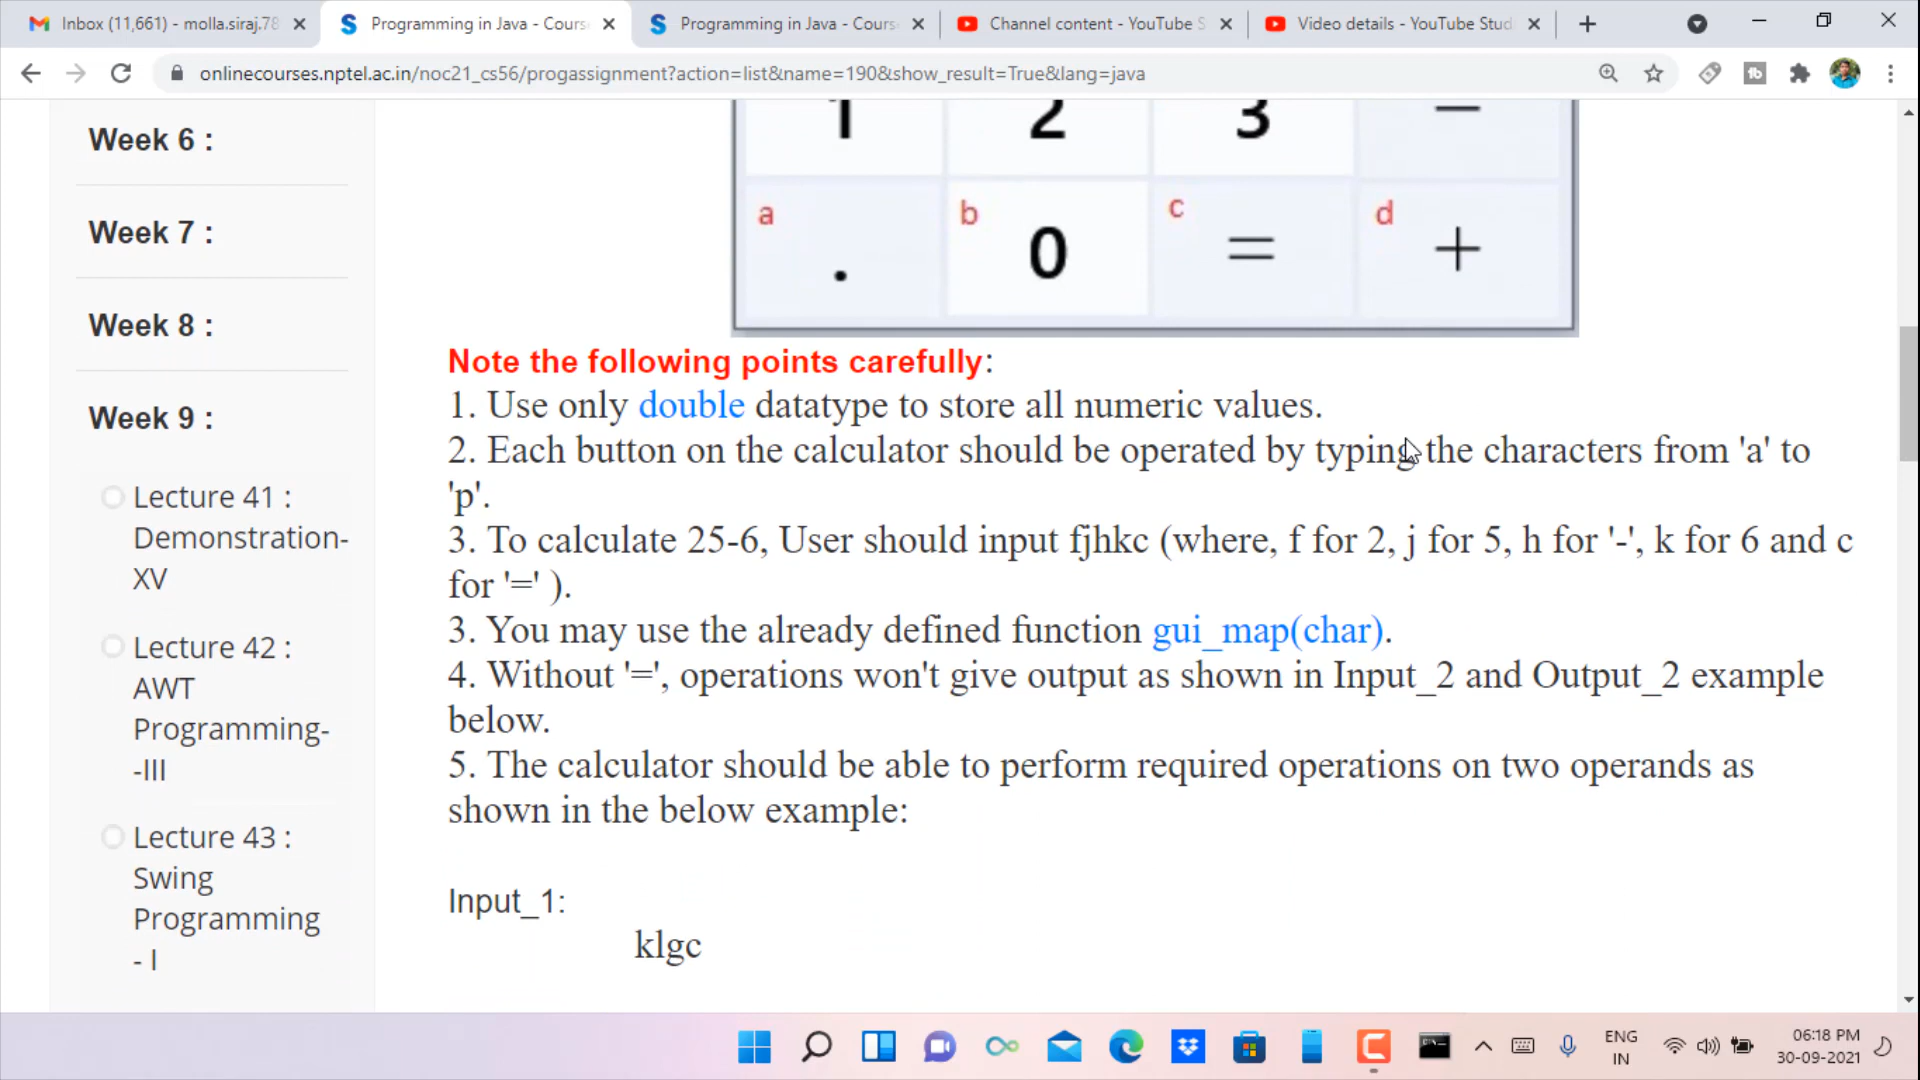 Inbox (11,661) - molla.siraj.78
Programming in Java - Cours
Programming in Java - Cours
Channel content - YouTube S
Video details - YouTube Stud
onlinecourses.nptel.ac.in/noc21_cs56/progassignment?action=list&name=190&show_result=True&lang=java
Week 6 :
Week 7 :
Week 8 :
Week 9 :
Lecture 41 :
Demonstration-
XV
Lecture 42 :
AWT
Programming-
-III
Lecture 43 :
Swing
Programming
- I
1 2 3 −
a . b 0 c = d +
Note the following points carefully:
1. Use only double datatype to store all numeric values.
2. Each button on the calculator should be operated by typing the characters from 'a' to
'p'.
3. To calculate 25-6, User should input fjhkc (where, f for 2, j for 5, h for '-', k for 6 and c
for '=' ).
3. You may use the already defined function gui_map(char).
4. Without '=', operations won't give output as shown in Input_2 and Output_2 example
below.
5. The calculator should be able to perform required operations on two operands as
shown in the below example:
Input_1:
klgc
ENG
IN
06:18 PM
30-09-2021